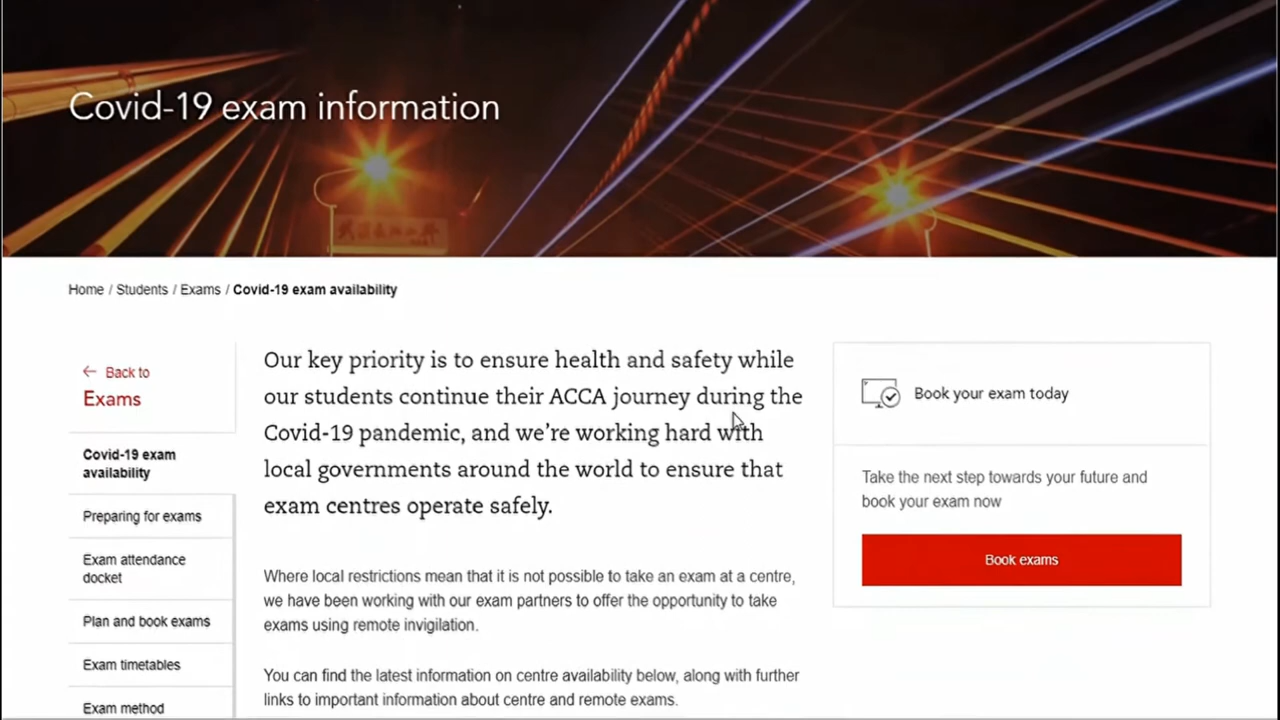 Covid-19 exam information
Home / Students / Exams / Covid-19 exam availability
Back to
Exams
Covid-19 exam
availability
Preparing for exams
Exam attendance
docket
Plan and book exams
Exam timetables
Exam method
Our key priority is to ensure health and safety while
our students continue their ACCA journey during the
Covid-19 pandemic, and we're working hard with
local governments around the world to ensure that
exam centres operate safely.
Where local restrictions mean that it is not possible to take an exam at a centre,
we have been working with our exam partners to offer the opportunity to take
exams using remote invigilation.
You can find the latest information on centre availability below, along with further
links to important information about centre and remote exams.
Book your exam today
Take the next step towards your future and
book your exam now
Book exams